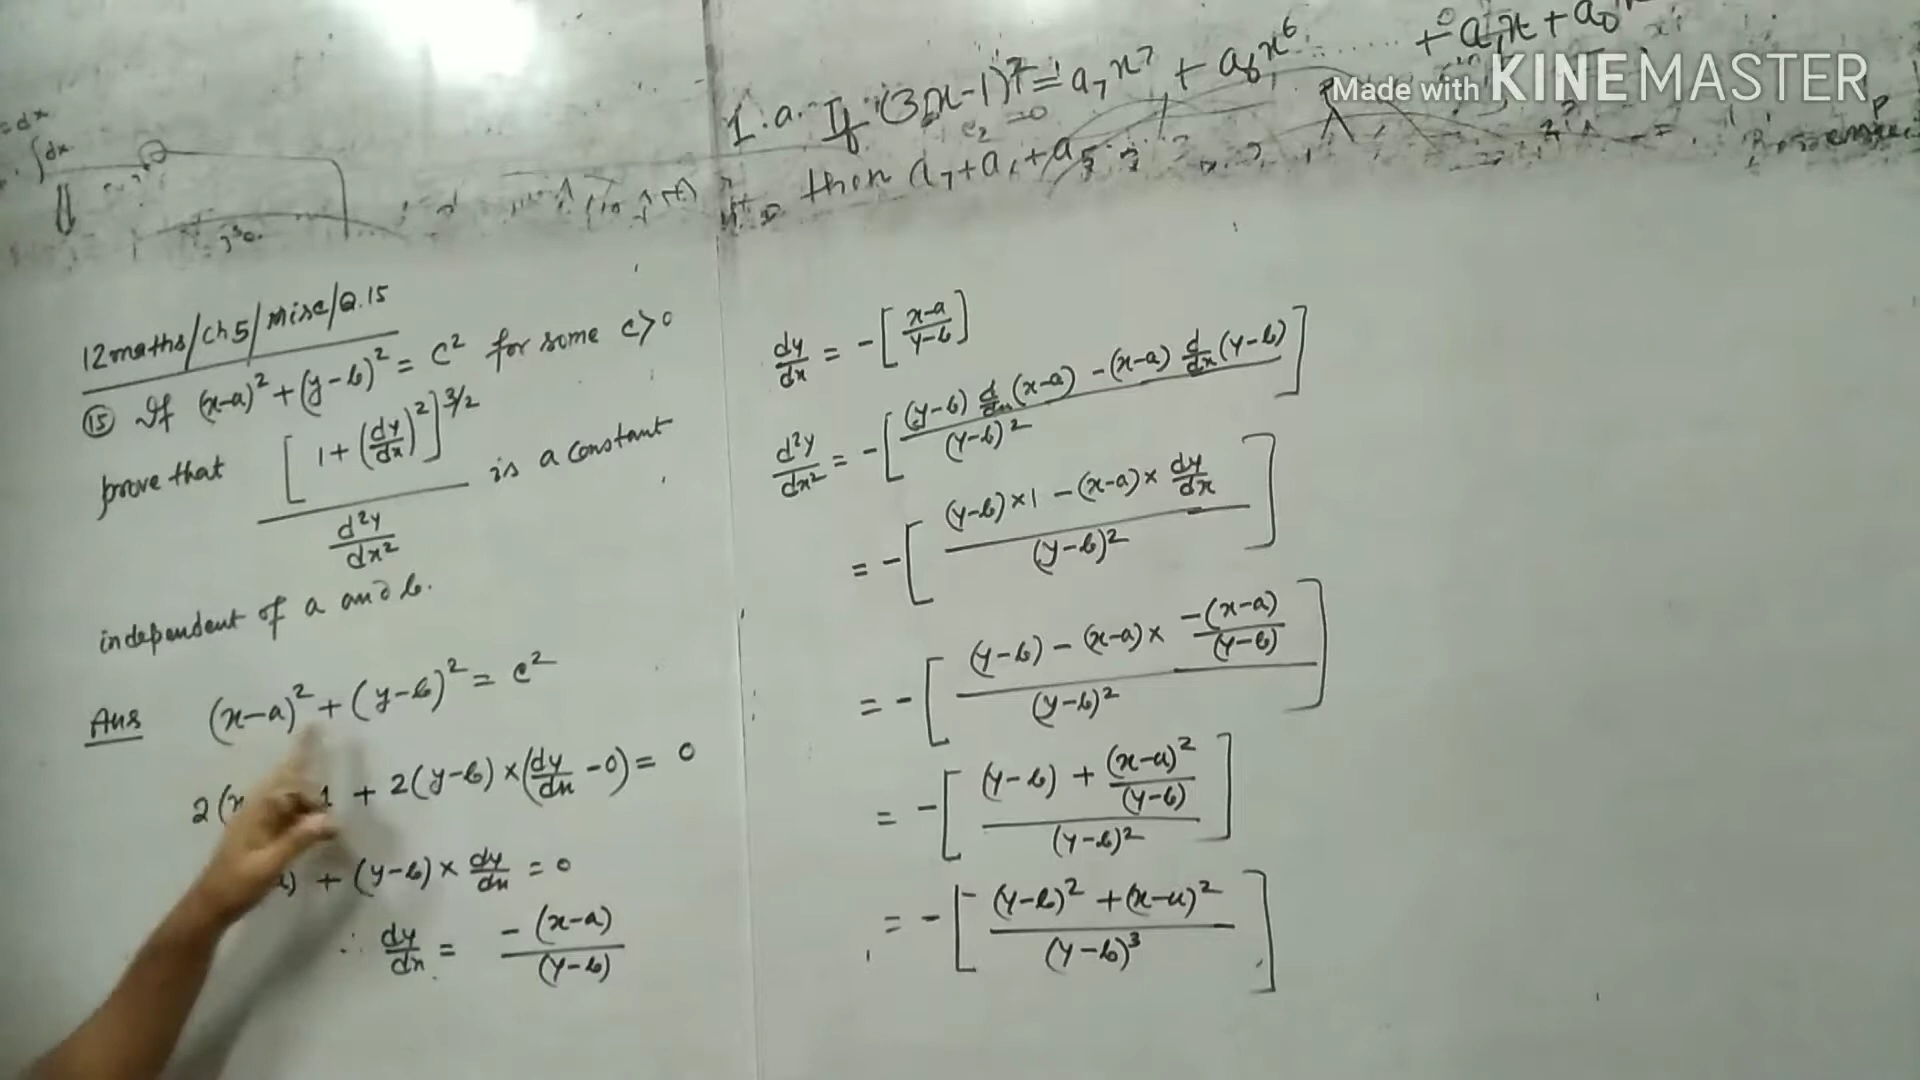 Made with KINEMASTER
1.a. If (3x-1)^7 = a₇x⁷ + a₆x⁶ ...... + a₁x + a₀
then a₇+a₆+a₅
= dx
∫dx
12maths/Ch5/Misc/Q.15
⑮ If (x-a)² + (y-b)² = c² for some c>0
prove that [1+(dy/dx)²]^3/2 / d²y/dx² is a constant
independent of a and b.
Ans (x-a)² + (y-b)² = c²
1 + 2(y-b) × (dy/dx - 0) = 0
+ (y-b) × dy/dx = 0
∴ dy/dx = -(x-a)/(y-b)
dy/dx = -[x-a/y-b]
d²y/dx² = -[(y-b) d/dx (x-a) - (x-a) d/dx (y-b) / (y-b)²]
= -[(y-b)×1 - (x-a)× dy/dx / (y-b)²]
= -[(y-b) - (x-a) × -(x-a)/(y-b) / (y-b)²]
= -[(y-b) + (x-a)²/(y-b) / (y-b)²]
= -[(y-b)² + (x-a)² / (y-b)³]